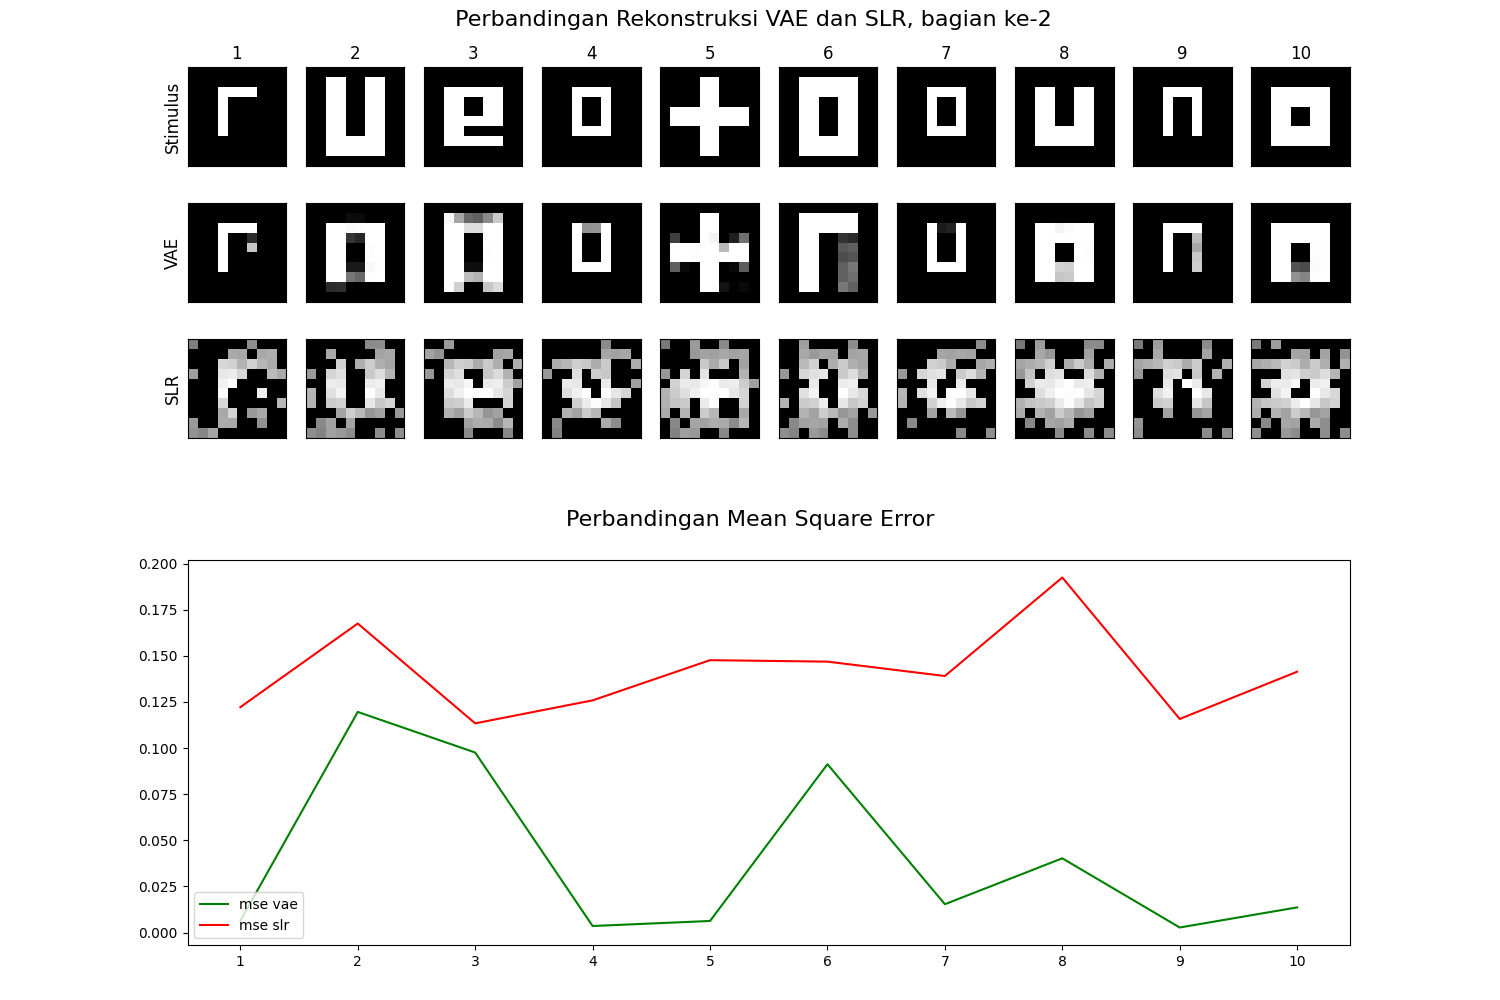 Perbandingan Rekonstruksi VAE dan SLR, bagian ke-2
1 2 3 4 5 6 7 8 9 10
Stimulus
VAE
SLR
Perbandingan Mean Square Error
0.200
0.175
0.150
0.125
0.100
0.075
0.050
0.025
0.000
mse vae
mse slr
1 2 3 4 5 6 7 8 9 10